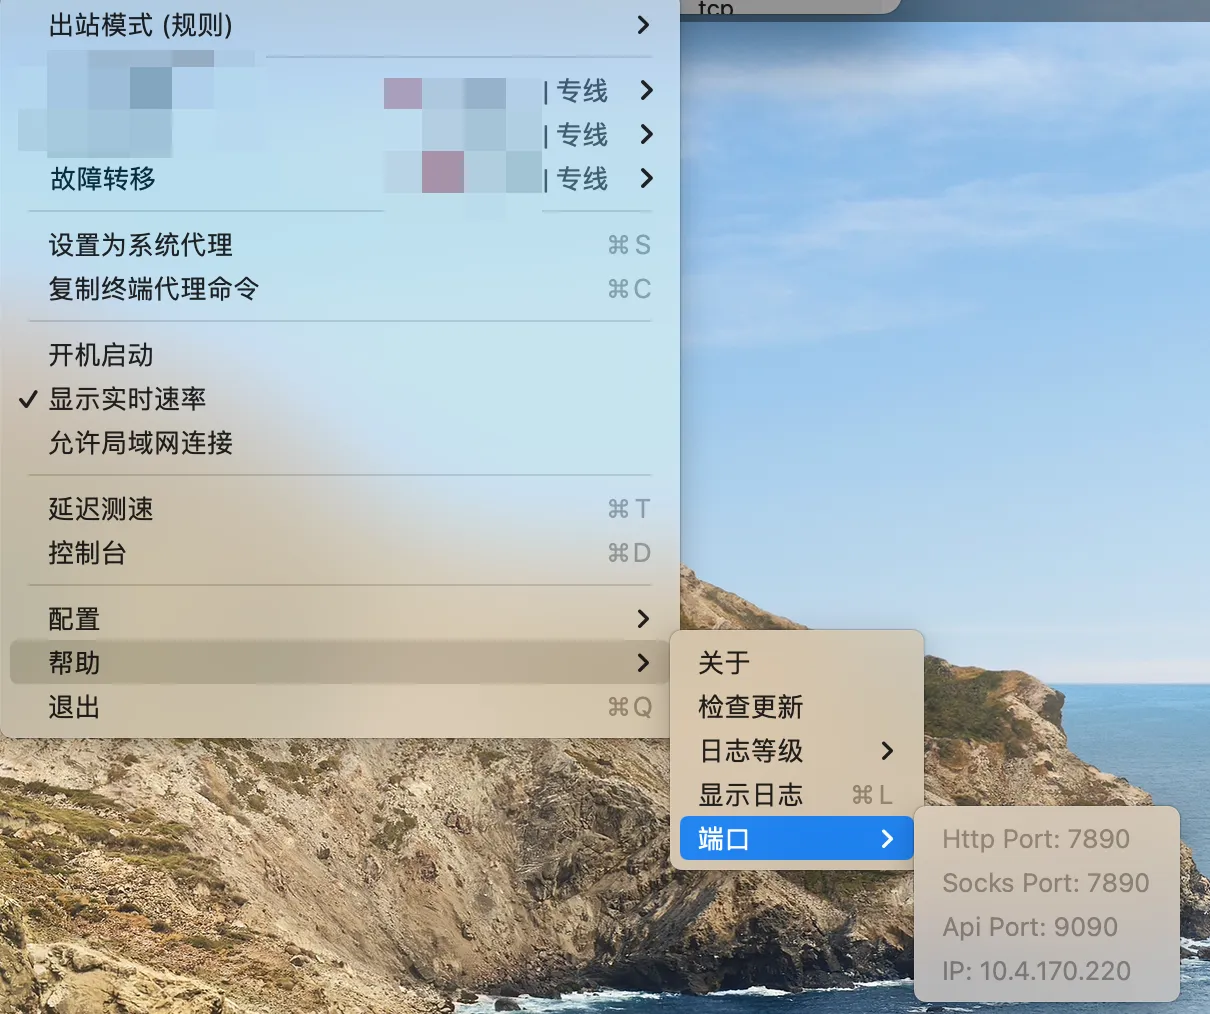 tcp
出站模式 (规则)
| 专线
| 专线
故障转移 | 专线
设置为系统代理 ⌘ S
复制终端代理命令 ⌘ C
开机启动
✓ 显示实时速率
允许局域网连接
延迟测速 ⌘ T
控制台 ⌘ D
配置
帮助
退出 ⌘ Q
关于
检查更新
日志等级
显示日志 ⌘ L
端口
Http Port: 7890
Socks Port: 7890
Api Port: 9090
IP: 10.4.170.220